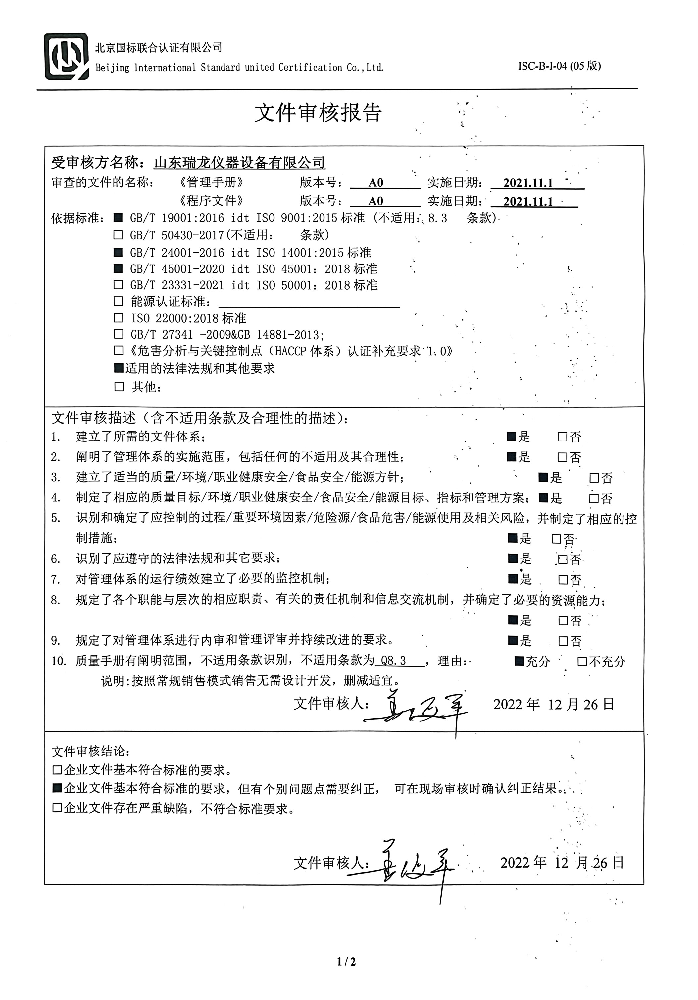 北京国标联合认证有限公司
Beijing International Standard united Certification Co.,Ltd.
ISC-B-I-04 (05 版)
文件审核报告
受审核方名称：山东瑞龙仪器设备有限公司
审查的文件的名称： 《管理手册》 版本号： A0 实施日期： 2021.11.1
《程序文件》 版本号： A0 实施日期： 2021.11.1
依据标准：■ GB/T 19001:2016 idt ISO 9001:2015 标准（不适用：8.3 条款）
□ GB/T 50430-2017(不适用： 条款)
■ GB/T 24001-2016 idt ISO 14001:2015 标准
■ GB/T 45001-2020 idt ISO 45001：2018 标准
□ GB/T 23331-2021 idt ISO 50001：2018 标准
□ 能源认证标准：
□ ISO 22000:2018 标准
□ GB/T 27341 -2009&GB 14881-2013;
□《危害分析与关键控制点（HACCP 体系）认证补充要求 1.0》
■适用的法律法规和其他要求
□ 其他：
文件审核描述（含不适用条款及合理性的描述）：
1. 建立了所需的文件体系； ■是 □否
2. 阐明了管理体系的实施范围，包括任何的不适用及其合理性； ■是 □否
3. 建立了适当的质量/环境/职业健康安全/食品安全/能源方针； ■是 □否
4. 制定了相应的质量目标/环境/职业健康安全/食品安全/能源目标、指标和管理方案； ■是 □否
5. 识别和确定了应控制的过程/重要环境因素/危险源/食品危害/能源使用及相关风险，并制定了相应的控
制措施； ■是 □否
6. 识别了应遵守的法律法规和其它要求； ■是 □否
7. 对管理体系的运行绩效建立了必要的监控机制； ■是 □否
8. 规定了各个职能与层次的相应职责、有关的责任机制和信息交流机制，并确定了必要的资源能力；
■是 □否
9. 规定了对管理体系进行内审和管理评审并持续改进的要求。 ■是 □否
10. 质量手册有阐明范围，不适用条款识别，不适用条款为 Q8.3 ，理由： ■充分 □不充分
说明:按照常规销售模式销售无需设计开发，删减适宜。
文件审核人： 2022 年 12 月 26 日
文件审核结论：
□企业文件基本符合标准的要求。
■企业文件基本符合标准的要求，但有个别问题点需要纠正， 可在现场审核时确认纠正结果。
□企业文件存在严重缺陷，不符合标准要求。
文件审核人： 2022 年 12 月 26 日
1 / 2